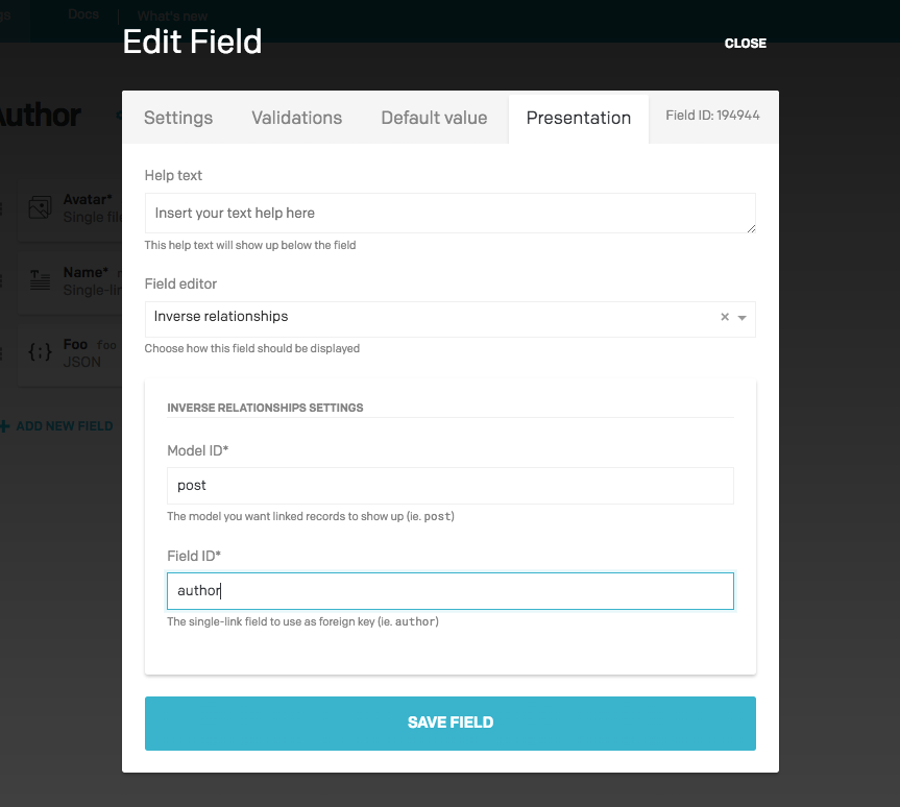 gs Docs What's new
Edit Field
CLOSE
Author
Settings Validations Default value Presentation Field ID: 194944
Help text
Avatar*
Single file
Insert your text help here
This help text will show up below the field
Name*
Single-lin
Field editor
Inverse relationships
Choose how this field should be displayed
Foo foo
JSON
INVERSE RELATIONSHIPS SETTINGS
ADD NEW FIELD
Model ID*
post
The model you want linked records to show up (ie. post)
Field ID*
author
The single-link field to use as foreign key (ie. author)
SAVE FIELD